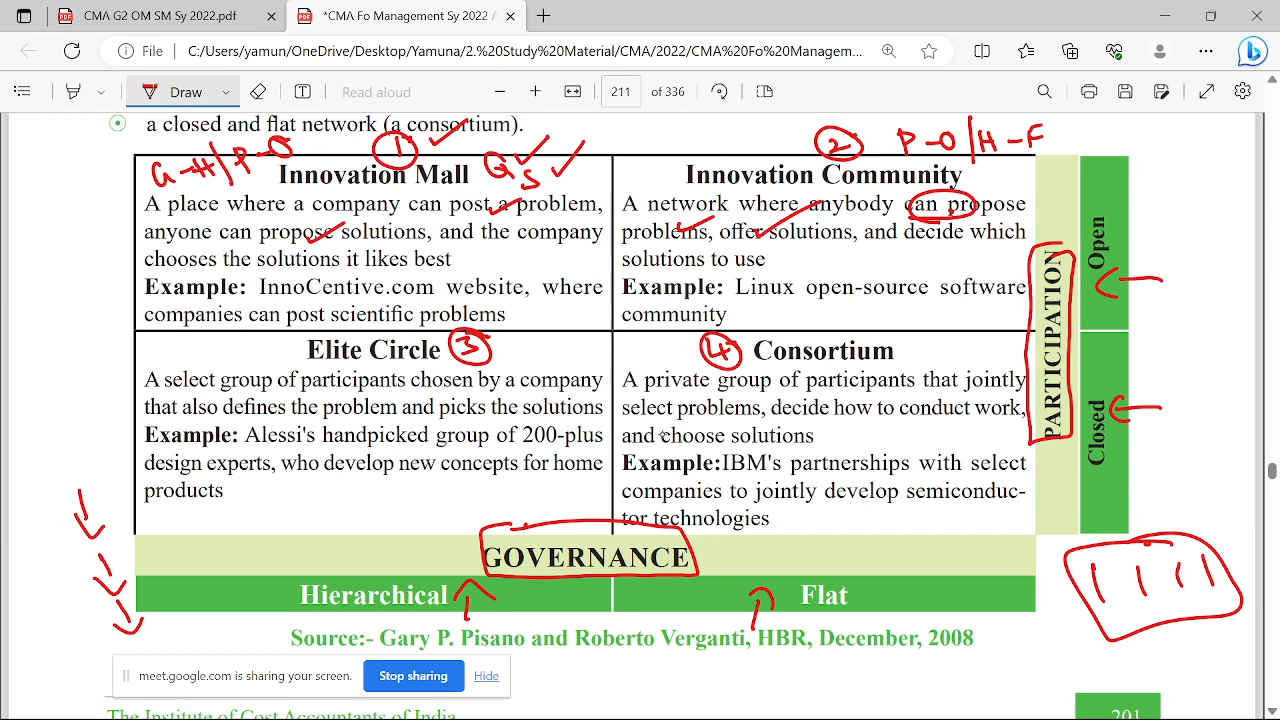 CMA G2 OM SM Sy 2022.pdf
*CMA Fo Management Sy 2022
File
C:/Users/yamun/OneDrive/Desktop/Yamuna/2.%20Study%20Material/CMA/2022/CMA%20Fo%20Managem...
Draw
Read aloud
211 of 336
a closed and flat network (a consortium).
G-H/P-O
1
Q
S
2
P-O/H-F
Innovation Mall
A place where a company can post a problem,
anyone can propose solutions, and the company
chooses the solutions it likes best
Example: InnoCentive.com website, where
companies can post scientific problems
Innovation Community
A network where anybody can propose
problems, offer solutions, and decide which
solutions to use
Example: Linux open-source software
community
Elite Circle
3
A select group of participants chosen by a company
that also defines the problem and picks the solutions
Example: Alessi's handpicked group of 200-plus
design experts, who develop new concepts for home
products
4
Consortium
A private group of participants that jointly
select problems, decide how to conduct work,
and choose solutions
Example:IBM's partnerships with select
companies to jointly develop semiconduc-
tor technologies
PARTICIPATION
Open
Closed
GOVERNANCE
Hierarchical
Flat
Source:- Gary P. Pisano and Roberto Verganti, HBR, December, 2008
meet.google.com is sharing your screen.
Stop sharing
Hide
The Institute of Cost Accountants of India
201